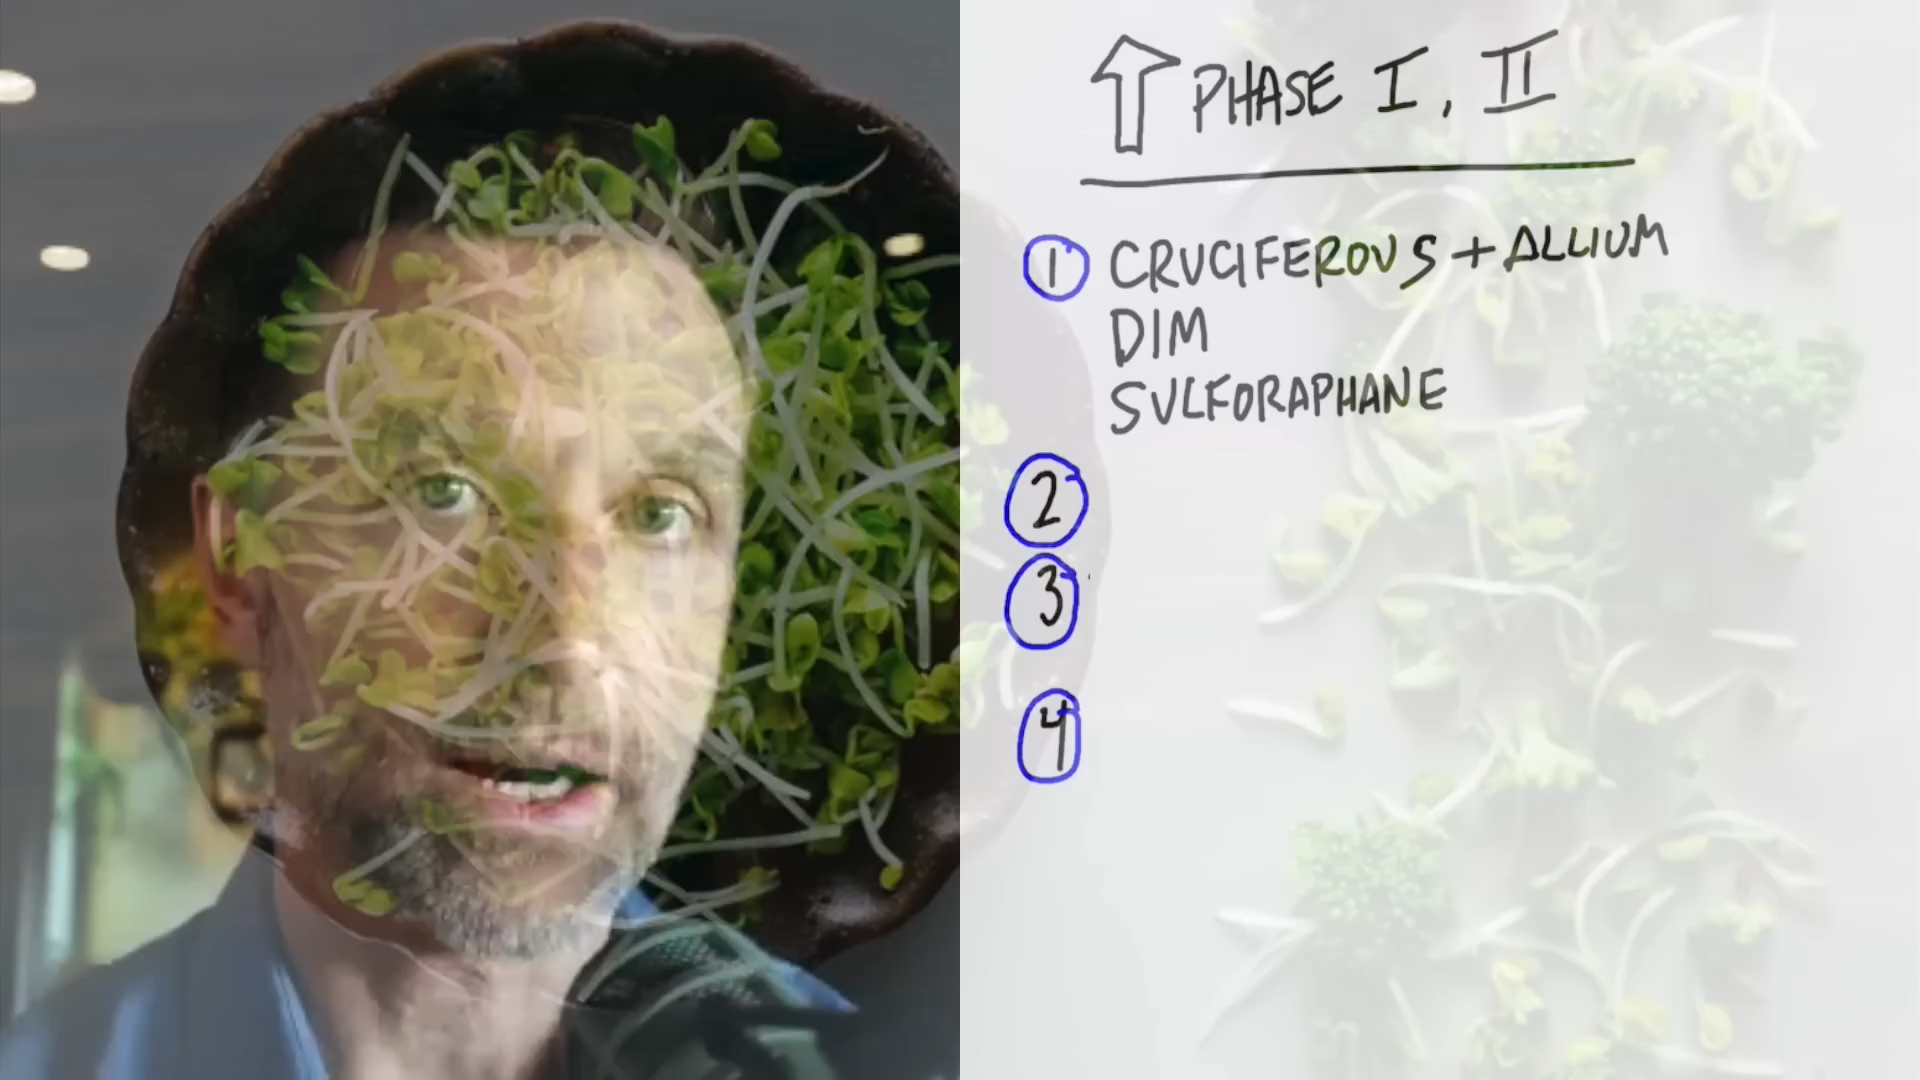 PHASE I, II
1 CRUCIFEROUS + ALLIUM
DIM
SULFORAPHANE
2
3
4